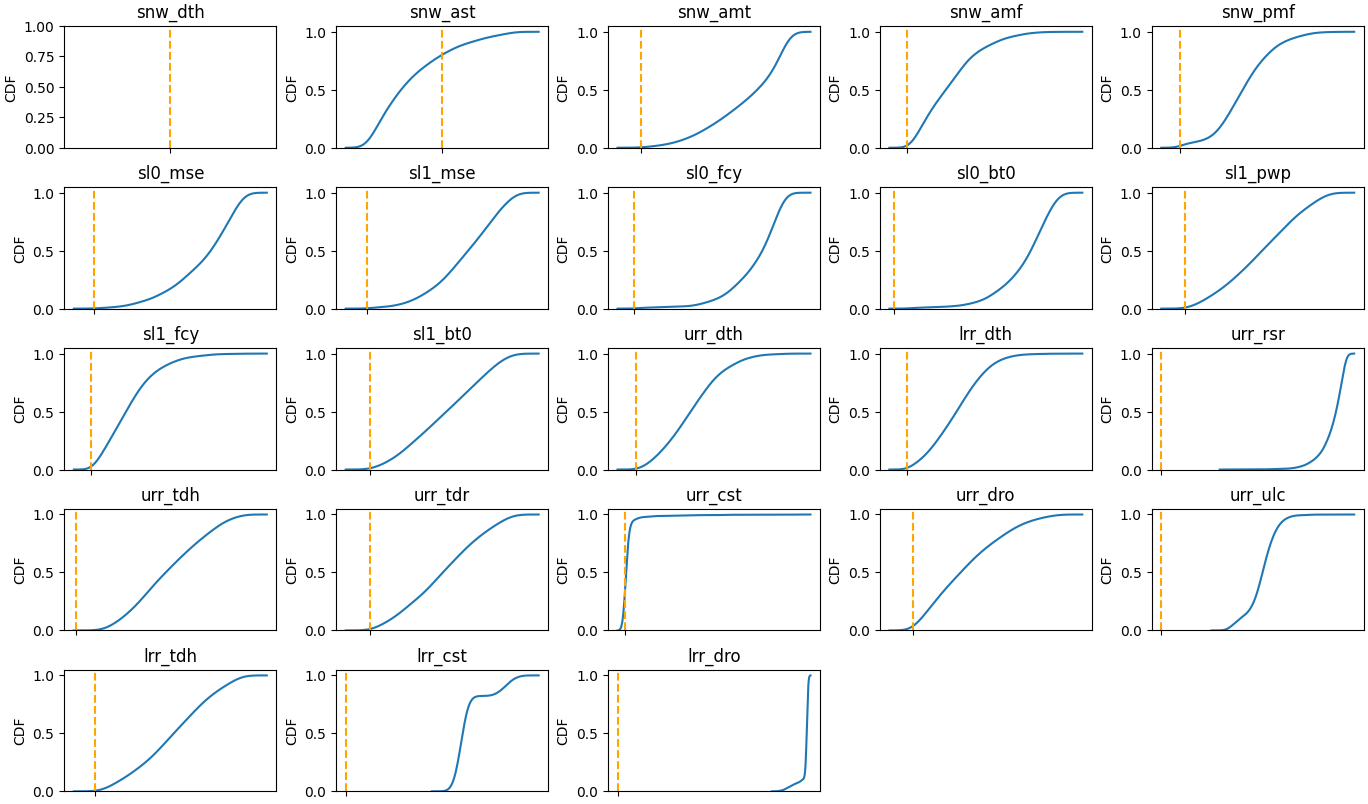 snw_dth snw_ast snw_amt snw_amf snw_pmf
CDF 1.00 0.75 0.50 0.25 0.00
CDF 1.0 0.5 0.0
CDF 1.0 0.5 0.0
CDF 1.0 0.5 0.0
CDF 1.0 0.5 0.0
sl0_mse sl1_mse sl0_fcy sl0_bt0 sl1_pwp
CDF 1.0 0.5 0.0
CDF 1.0 0.5 0.0
CDF 1.0 0.5 0.0
CDF 1.0 0.5 0.0
CDF 1.0 0.5 0.0
sl1_fcy sl1_bt0 urr_dth lrr_dth urr_rsr
CDF 1.0 0.5 0.0
CDF 1.0 0.5 0.0
CDF 1.0 0.5 0.0
CDF 1.0 0.5 0.0
CDF 1.0 0.5 0.0
urr_tdh urr_tdr urr_cst urr_dro urr_ulc
CDF 1.0 0.5 0.0
CDF 1.0 0.5 0.0
CDF 1.0 0.5 0.0
CDF 1.0 0.5 0.0
CDF 1.0 0.5 0.0
lrr_tdh lrr_cst lrr_dro
CDF 1.0 0.5 0.0
CDF 1.0 0.5 0.0
CDF 1.0 0.5 0.0